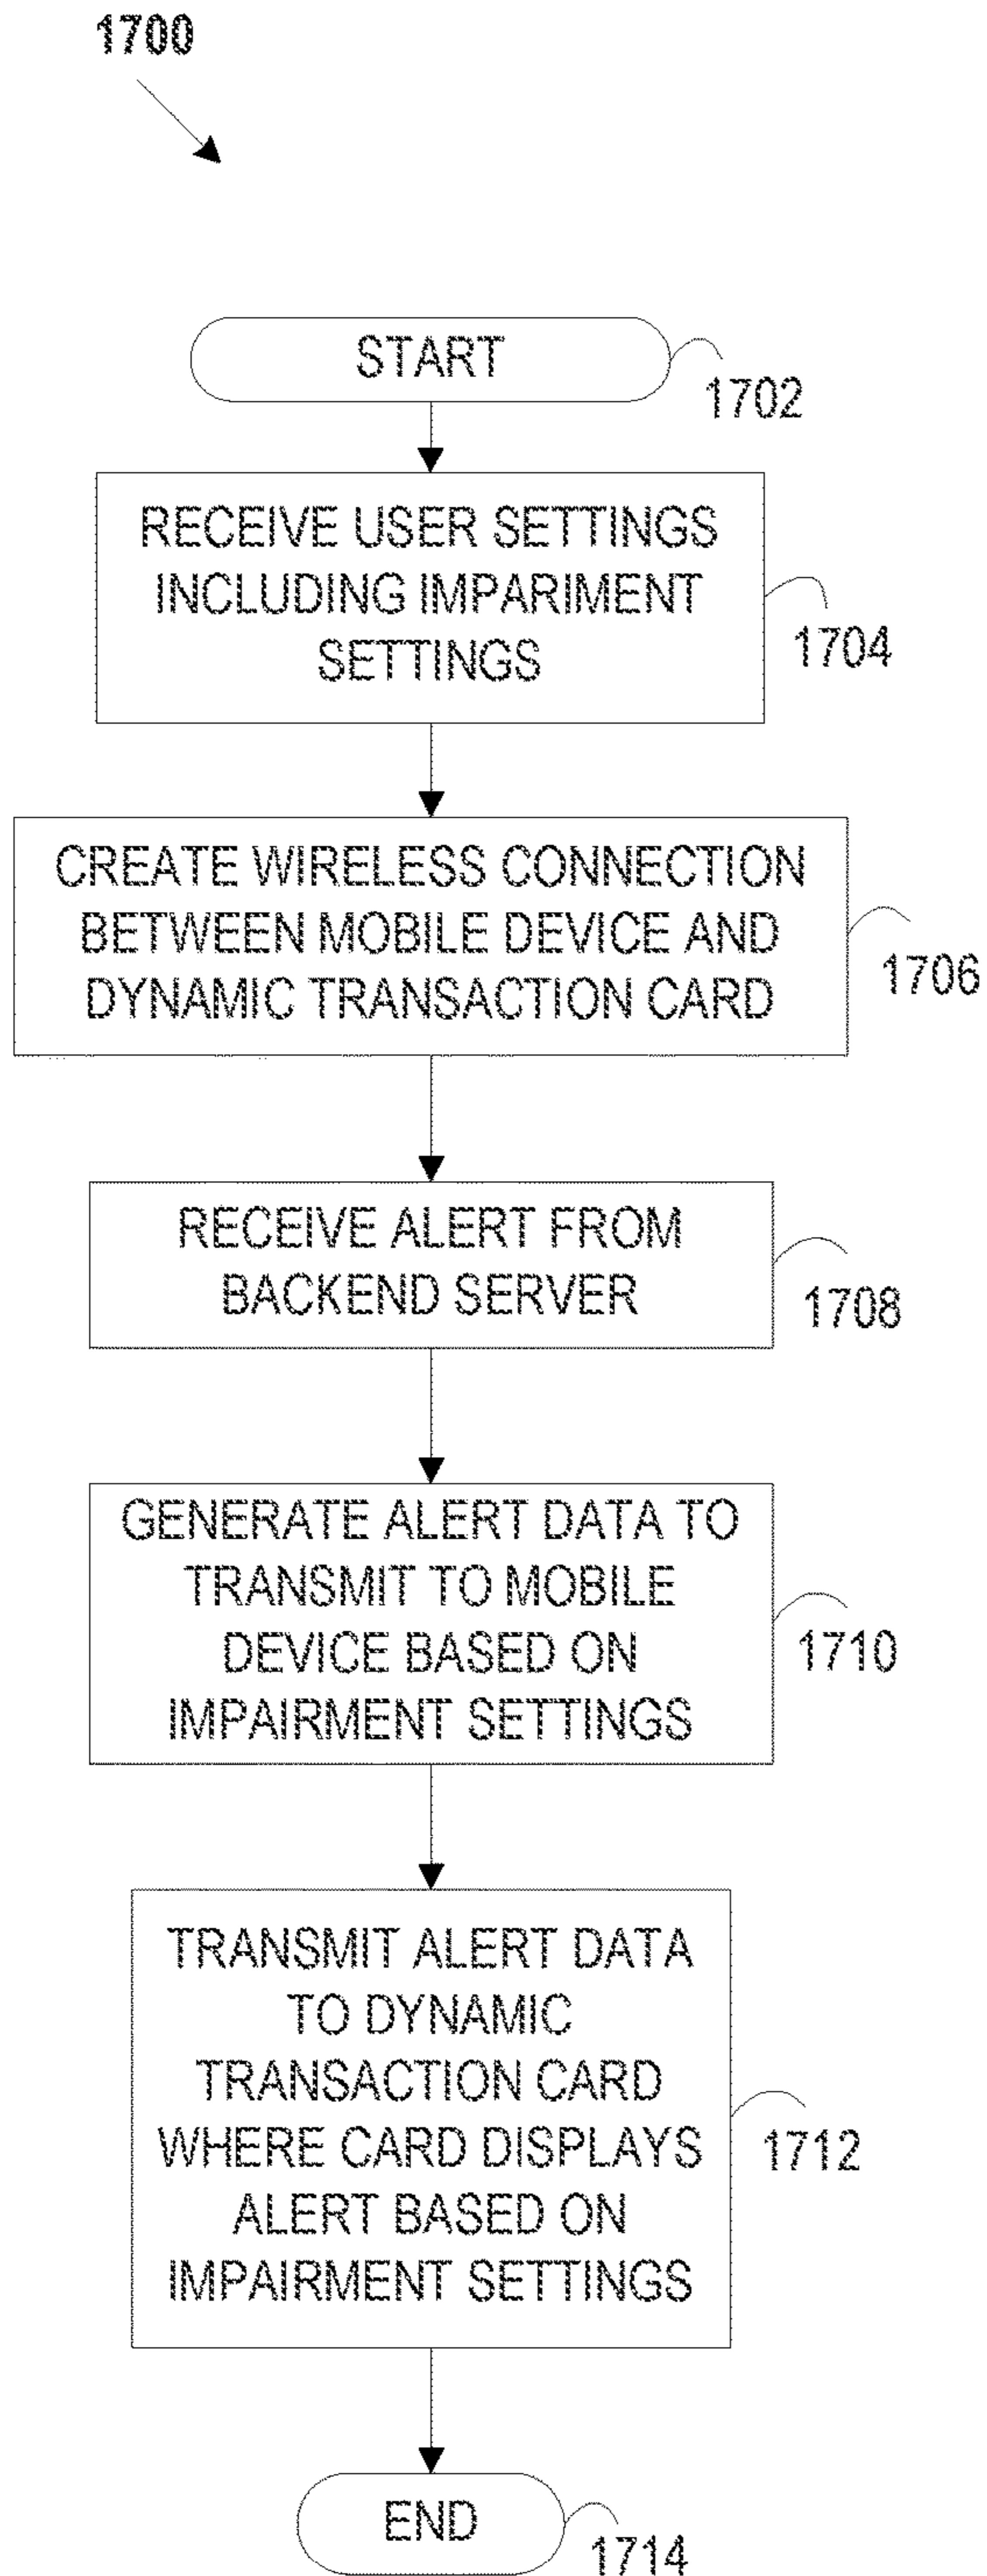 1700
START
1702
RECEIVE USER SETTINGS
INCLUDING IMPARIMENT
SETTINGS
1704
CREATE WIRELESS CONNECTION
BETWEEN MOBILE DEVICE AND
DYNAMIC TRANSACTION CARD
1706
RECEIVE ALERT FROM
BACKEND SERVER
1708
GENERATE ALERT DATA TO
TRANSMIT TO MOBILE
DEVICE BASED ON
IMPAIRMENT SETTINGS
1710
TRANSMIT ALERT DATA
TO DYNAMIC
TRANSACTION CARD
WHERE CARD DISPLAYS
ALERT BASED ON
IMPAIRMENT SETTINGS
1712
END
1714